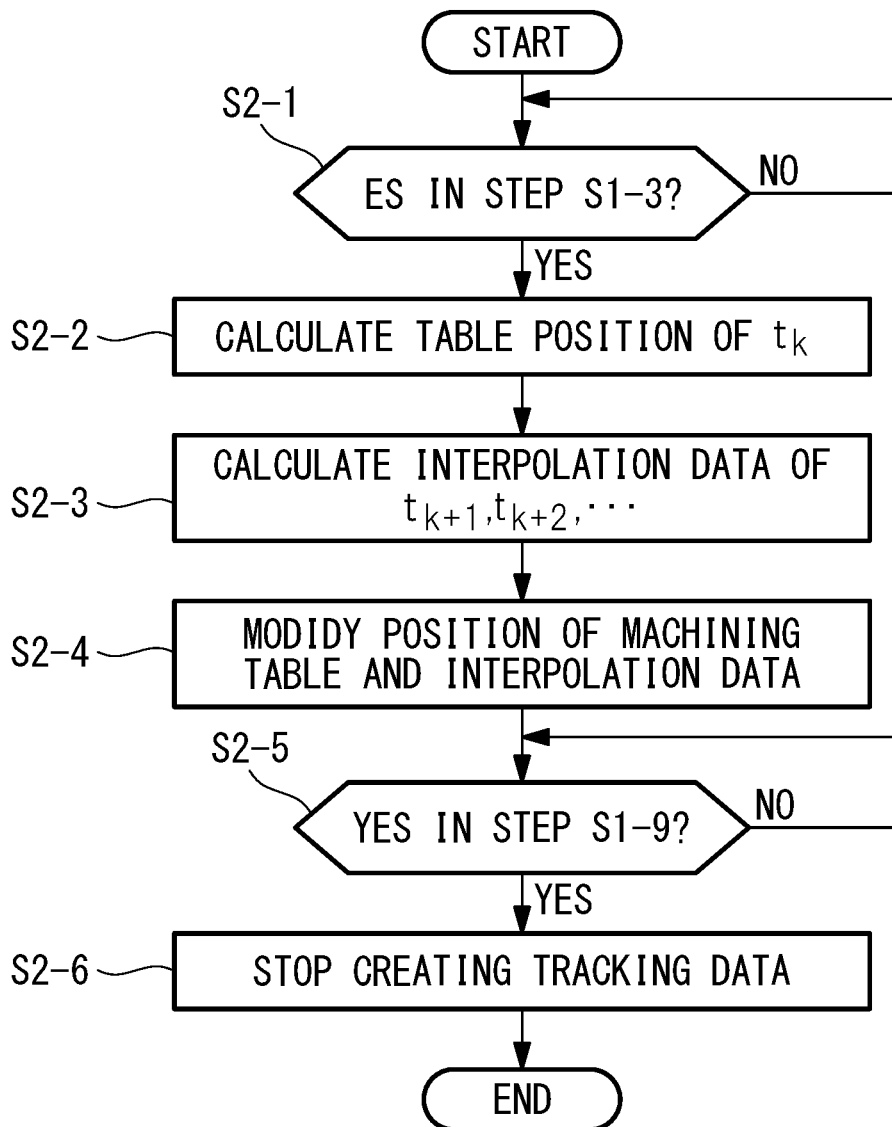 START
S2-1
ES IN STEP S1-3?
NO
YES
S2-2
CALCULATE TABLE POSITION OF tk
S2-3
CALCULATE INTERPOLATION DATA OF
tk+1,tk+2,···
S2-4
MODIDY POSITION OF MACHINING
TABLE AND INTERPOLATION DATA
S2-5
YES IN STEP S1-9?
NO
YES
S2-6
STOP CREATING TRACKING DATA
END